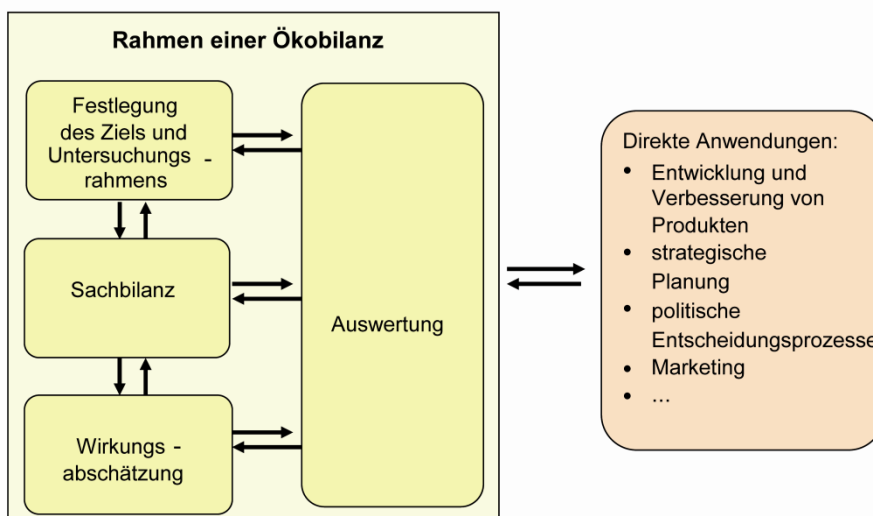 Rahmen einer Ökobilanz
Festlegung
des Ziels und
Untersuchungs -
rahmens
Sachbilanz
Wirkungs -
abschätzung
Auswertung
Direkte Anwendungen:
• Entwicklung und
Verbesserung von
Produkten
• strategische
Planung
• politische
Entscheidungsprozesse
• Marketing
• ...